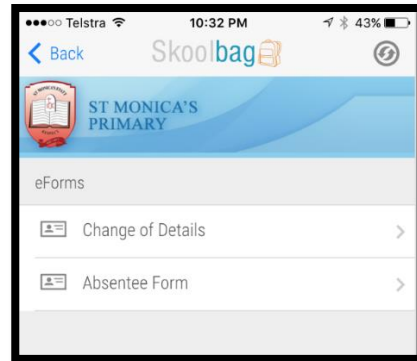 Telstra 10:32 PM 43%
Back Skoolbag
ST MONICA'S
PRIMARY
eForms
Change of Details
Absentee Form